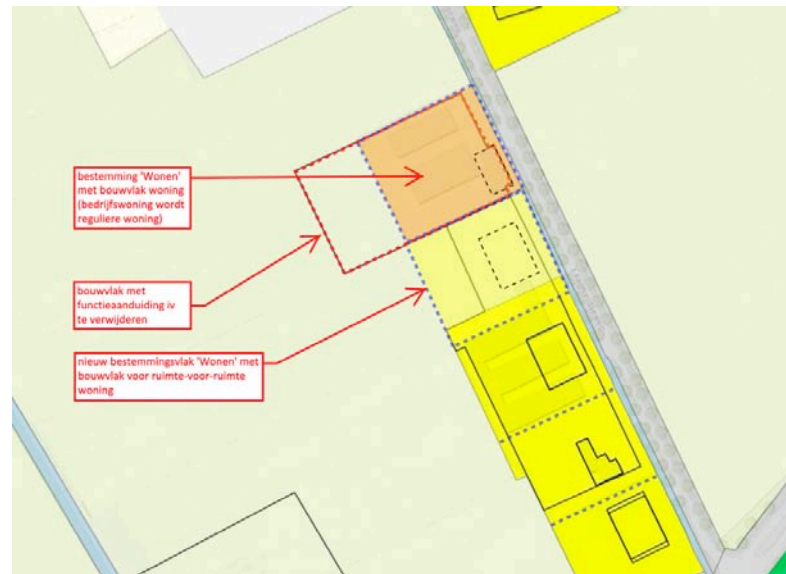 bestemming 'Wonen'
met bouwvlak woning
(bedrijfswoning wordt
reguliere woning)
bouwvlak met
functieaanduiding iv
te verwijderen
nieuw bestemmingsvlak 'Wonen' met
bouwvlak voor ruimte-voor-ruimte
woning